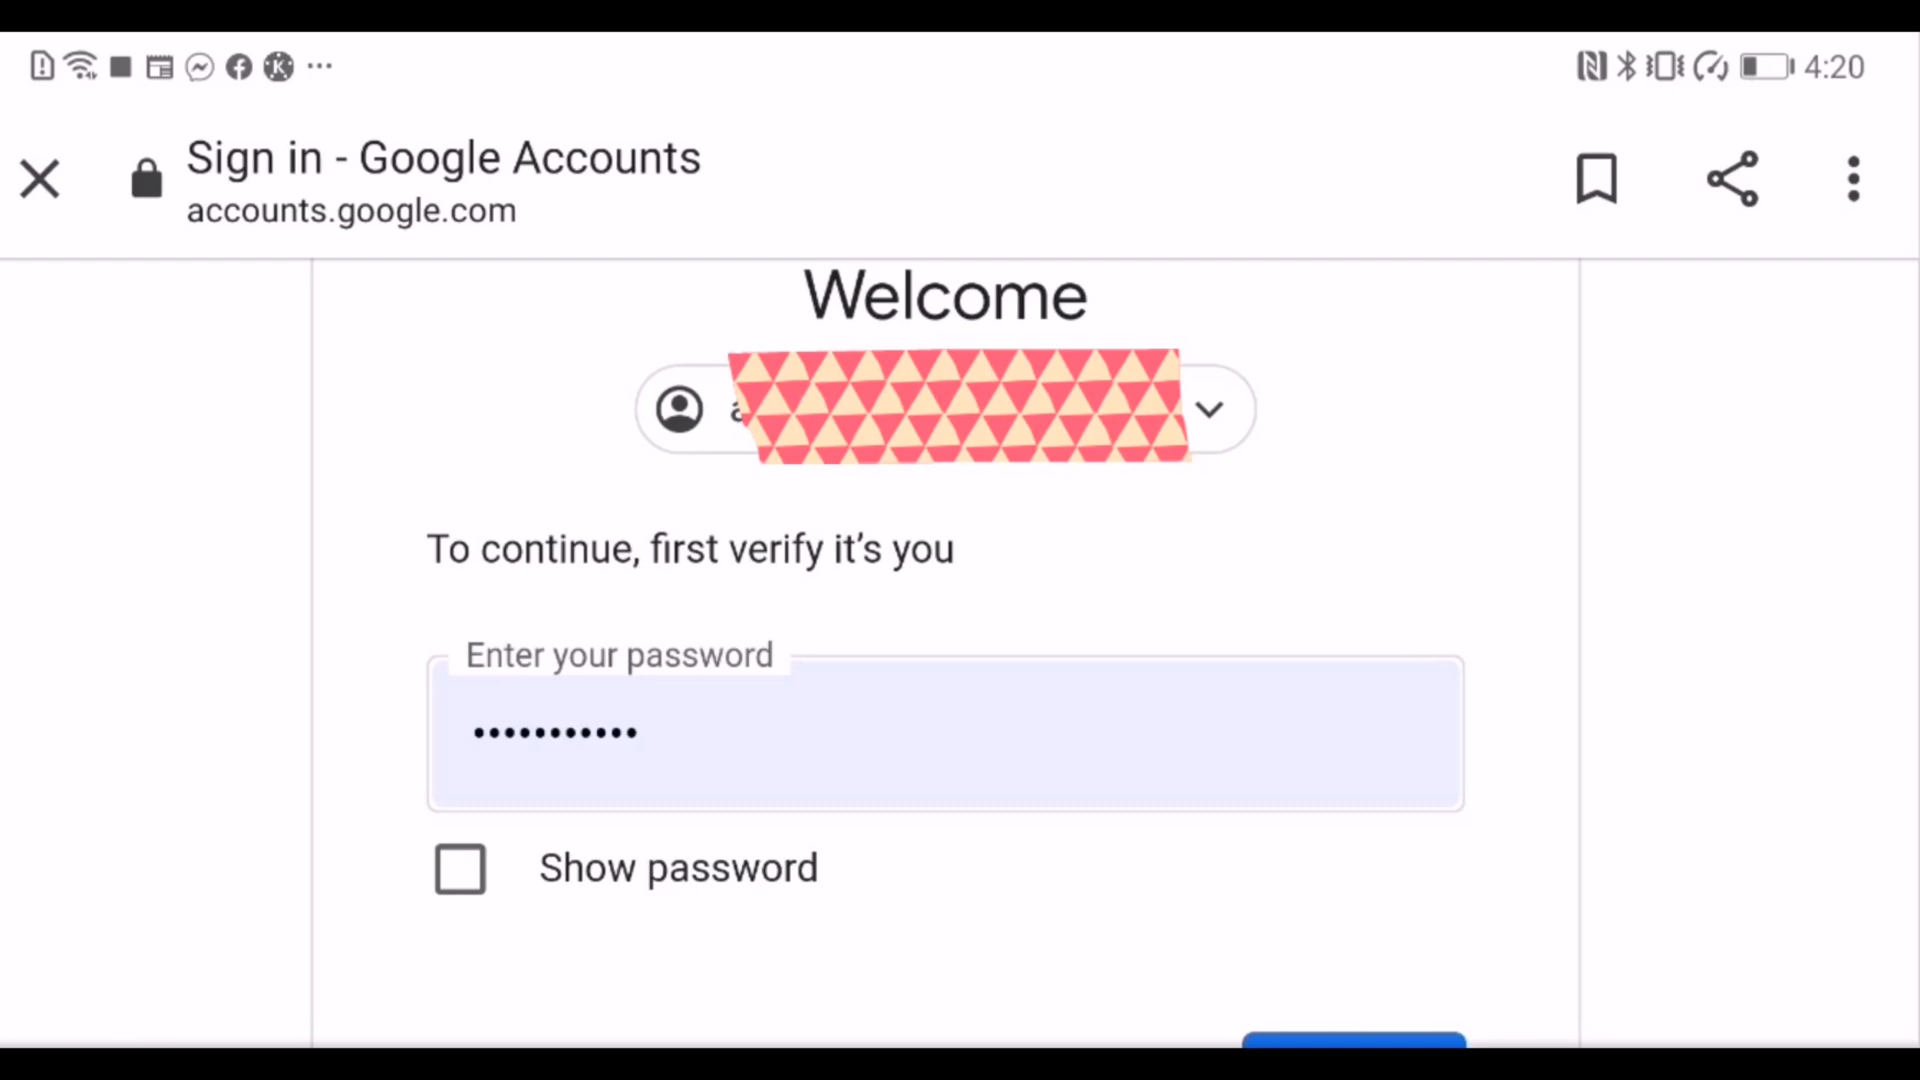 4:20
Sign in - Google Accounts
accounts.google.com
Welcome
To continue, first verify it’s you
Enter your password
•••••••••••
Show password